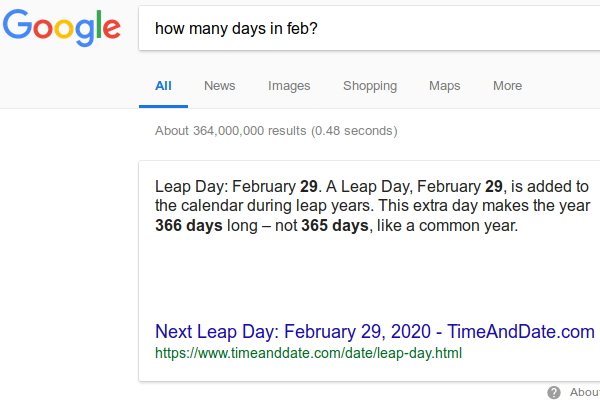 Google
how many days in feb?
All News Images Shopping Maps More
About 364,000,000 results (0.48 seconds)
Leap Day: February 29. A Leap Day, February 29, is added to
the calendar during leap years. This extra day makes the year
366 days long – not 365 days, like a common year.
Next Leap Day: February 29, 2020 - TimeAndDate.com
https://www.timeanddate.com/date/leap-day.html
? About